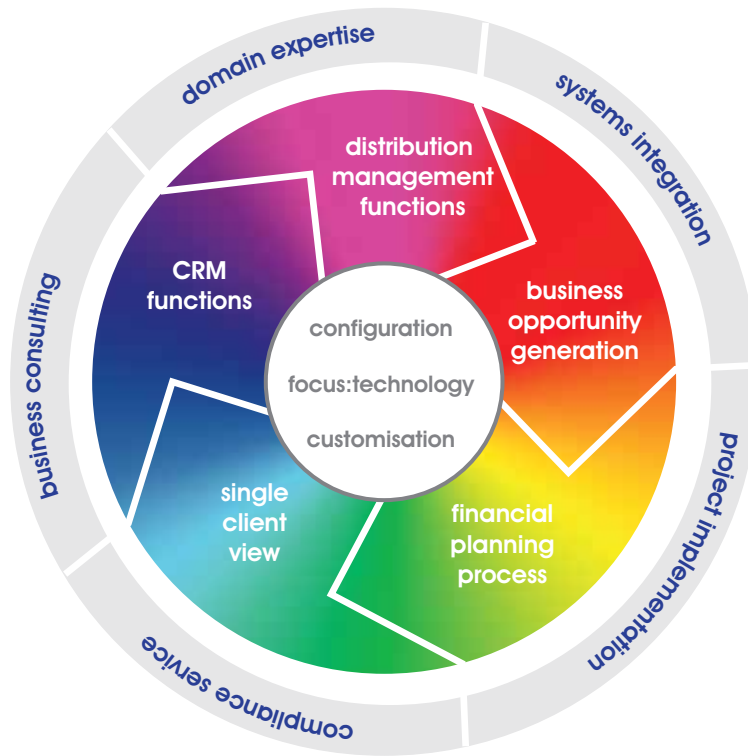 domain expertise
systems integration
project implementation
compliance service
business consulting
distribution
management
functions
business
opportunity
generation
financial
planning
process
single
client
view
CRM
functions
configuration
focus:technology
customisation